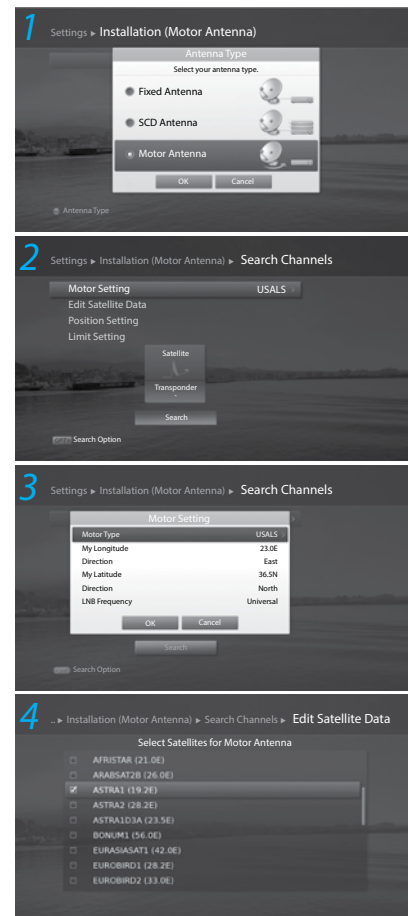 1
Settings ▸ Installation (Motor Antenna)
Antenna Type
Select your antenna type.
Fixed Antenna
SCD Antenna
Motor Antenna
OK Cancel
Antenna Type
2
Settings ▸ Installation (Motor Antenna) ▸ Search Channels
Motor Setting USALS
Edit Satellite Data
Position Setting
Limit Setting
Satellite
Transponder
-
Search
OPT+ Search Option
3
Settings ▸ Installation (Motor Antenna) ▸ Search Channels
Motor Setting
Motor Type USALS
My Longitude 23.0E
Direction East
My Latitude 36.5N
Direction North
LNB Frequency Universal
OK Cancel
Search
Search Option
4
.. ▸ Installation (Motor Antenna) ▸ Search Channels ▸ Edit Satellite Data
Select Satellites for Motor Antenna
AFRISTAR (21.0E)
ARABSAT2B (26.0E)
ASTRA1 (19.2E)
ASTRA2 (28.2E)
ASTRA1D3A (23.5E)
BONUM1 (56.0E)
EURASIASAT1 (42.0E)
EUROBIRD1 (28.2E)
EUROBIRD2 (33.0E)